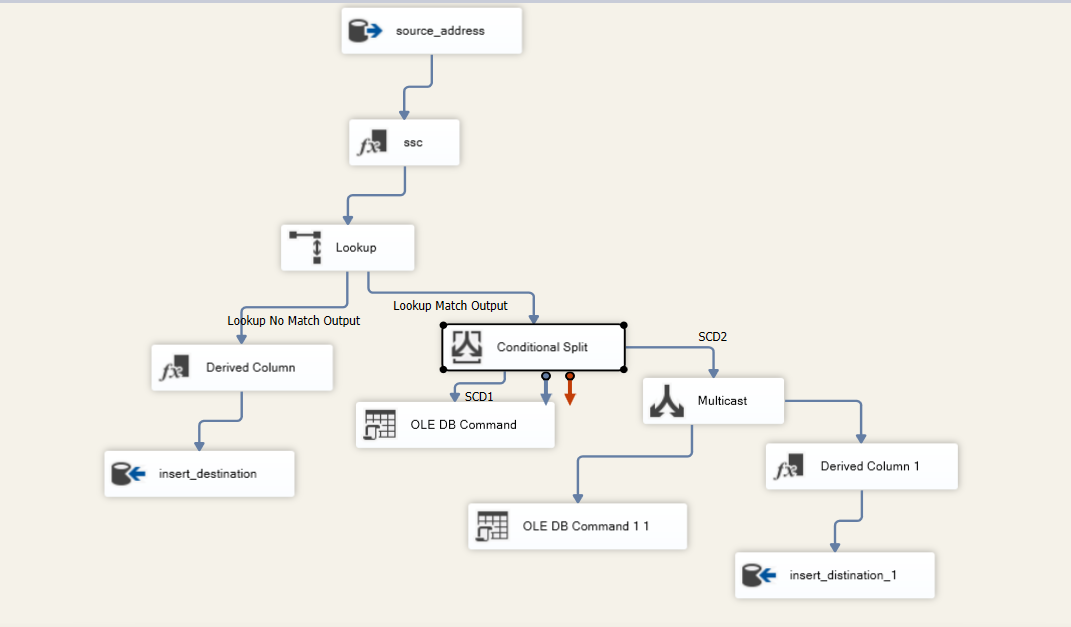 source_address
ssc
Lookup
Lookup Match Output
Lookup No Match Output
SCD2
Conditional Split
Derived Column
SCD1
Multicast
OLE DB Command
Derived Column 1
insert_destination
OLE DB Command 1 1
insert_distination_1